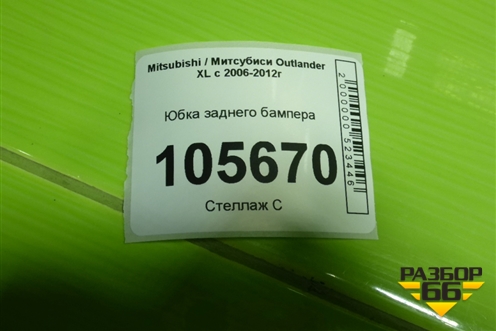 Mitsubishi / Митсубиси Outlander
XL с 2006-2012г
Юбка заднего бампера
105670
Стеллаж С
2000000523446
РАЗБОР
66